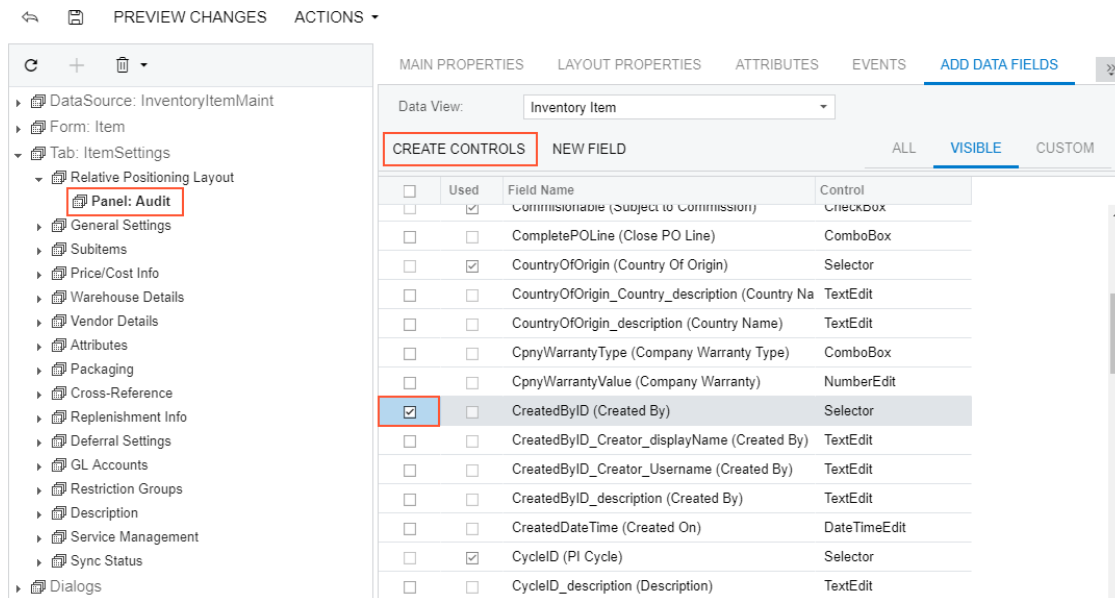 PREVIEW CHANGES ACTIONS
MAIN PROPERTIES LAYOUT PROPERTIES ATTRIBUTES EVENTS ADD DATA FIELDS
DataSource: InventoryItemMaint
Form: Item
Tab: ItemSettings
Relative Positioning Layout
Panel: Audit
General Settings
Subitems
Price/Cost Info
Warehouse Details
Vendor Details
Attributes
Packaging
Cross-Reference
Replenishment Info
Deferral Settings
GL Accounts
Restriction Groups
Description
Service Management
Sync Status
Dialogs
Data View: Inventory Item
CREATE CONTROLS NEW FIELD ALL VISIBLE CUSTOM
Used Field Name Control
Commisionable (Subject to Commission) CheckBox
CompletePOLine (Close PO Line) ComboBox
CountryOfOrigin (Country Of Origin) Selector
CountryOfOrigin_Country_description (Country Na TextEdit
CountryOfOrigin_description (Country Name) TextEdit
CpnyWarrantyType (Company Warranty Type) ComboBox
CpnyWarrantyValue (Company Warranty) NumberEdit
CreatedByID (Created By) Selector
CreatedByID_Creator_displayName (Created By) TextEdit
CreatedByID_Creator_Username (Created By) TextEdit
CreatedByID_description (Created By) TextEdit
CreatedDateTime (Created On) DateTimeEdit
CycleID (PI Cycle) Selector
CycleID_description (Description) TextEdit